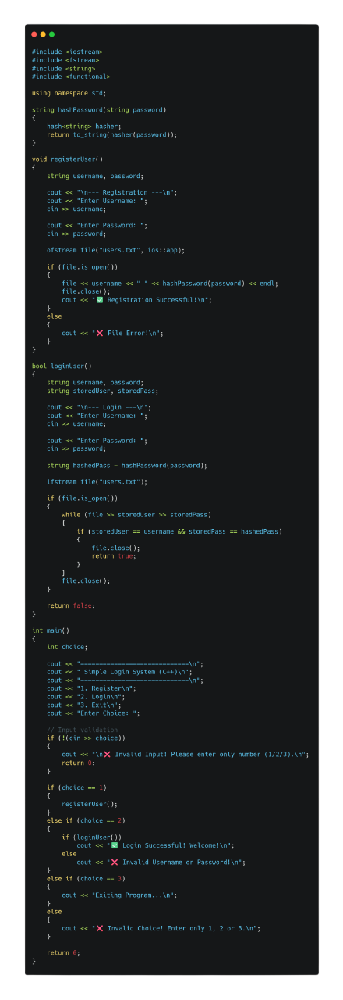 #include <iostream>
#include <fstream>
#include <string>
#include <functional>
using namespace std;
string hashPassword(string password)
{
hash<string> hasher;
return to_string(hasher(password));
}
void registerUser()
{
string username, password;
cout << "\n--- Registration ---\n";
cout << "Enter Username: ";
cin >> username;
cout << "Enter Password: ";
cin >> password;
ofstream file("users.txt", ios::app);
if (file.is_open())
{
file << username << " " << hashPassword(password) << endl;
file.close();
cout << "✅ Registration Successful!\n";
}
else
{
cout << "❌ File Error!\n";
}
}
bool loginUser()
{
string username, password;
string storedUser, storedPass;
cout << "\n--- Login ---\n";
cout << "Enter Username: ";
cin >> username;
cout << "Enter Password: ";
cin >> password;
string hashedPass = hashPassword(password);
ifstream file("users.txt");
if (file.is_open())
{
while (file >> storedUser >> storedPass)
{
if (storedUser == username && storedPass == hashedPass)
{
file.close();
return true;
}
}
file.close();
}
return false;
}
int main()
{
int choice;
cout << "=============================\n";
cout << " Simple Login System (C++)\n";
cout << "=============================\n";
cout << "1. Register\n";
cout << "2. Login\n";
cout << "3. Exit\n";
cout << "Enter Choice: ";
// Input validation
if (!(cin >> choice))
{
cout << "\n❌ Invalid Input! Please enter only number (1/2/3).\n";
return 0;
}
if (choice == 1)
{
registerUser();
}
else if (choice == 2)
{
if (loginUser())
cout << "✅ Login Successful! Welcome!\n";
else
cout << "❌ Invalid Username or Password!\n";
}
else if (choice == 3)
{
cout << "Exiting Program...\n";
}
else
{
cout << "❌ Invalid Choice! Enter only 1, 2 or 3.\n";
}
return 0;
}